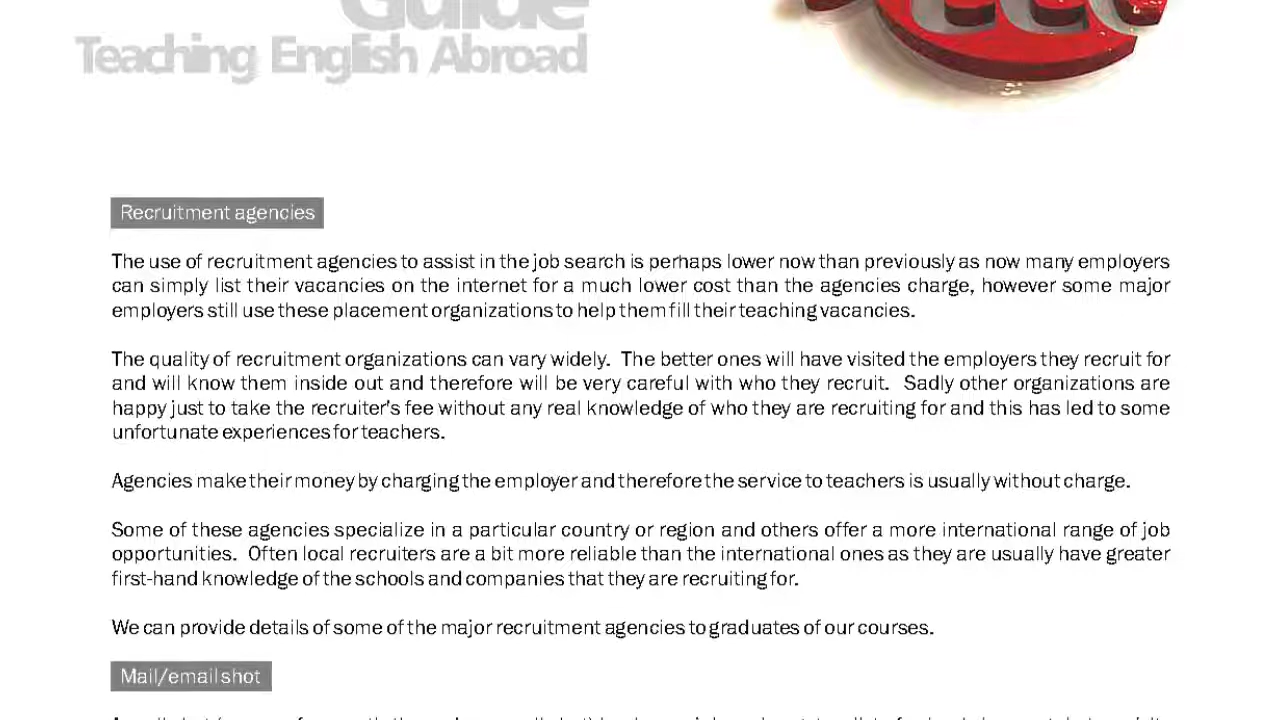 Guide
Teaching English Abroad
Recruitment agencies
The use of recruitment agencies to assist in the job search is perhaps lower now than previously as now many employers
can simply list their vacancies on the internet for a much lower cost than the agencies charge, however some major
employers still use these placement organizations to help them fill their teaching vacancies.
The quality of recruitment organizations can vary widely. The better ones will have visited the employers they recruit for
and will know them inside out and therefore will be very careful with who they recruit. Sadly other organizations are
happy just to take the recruiter's fee without any real knowledge of who they are recruiting for and this has led to some
unfortunate experiences for teachers.
Agencies make their money by charging the employer and therefore the service to teachers is usually without charge.
Some of these agencies specialize in a particular country or region and others offer a more international range of job
opportunities. Often local recruiters are a bit more reliable than the international ones as they are usually have greater
first-hand knowledge of the schools and companies that they are recruiting for.
We can provide details of some of the major recruitment agencies to graduates of our courses.
Mail/email shot